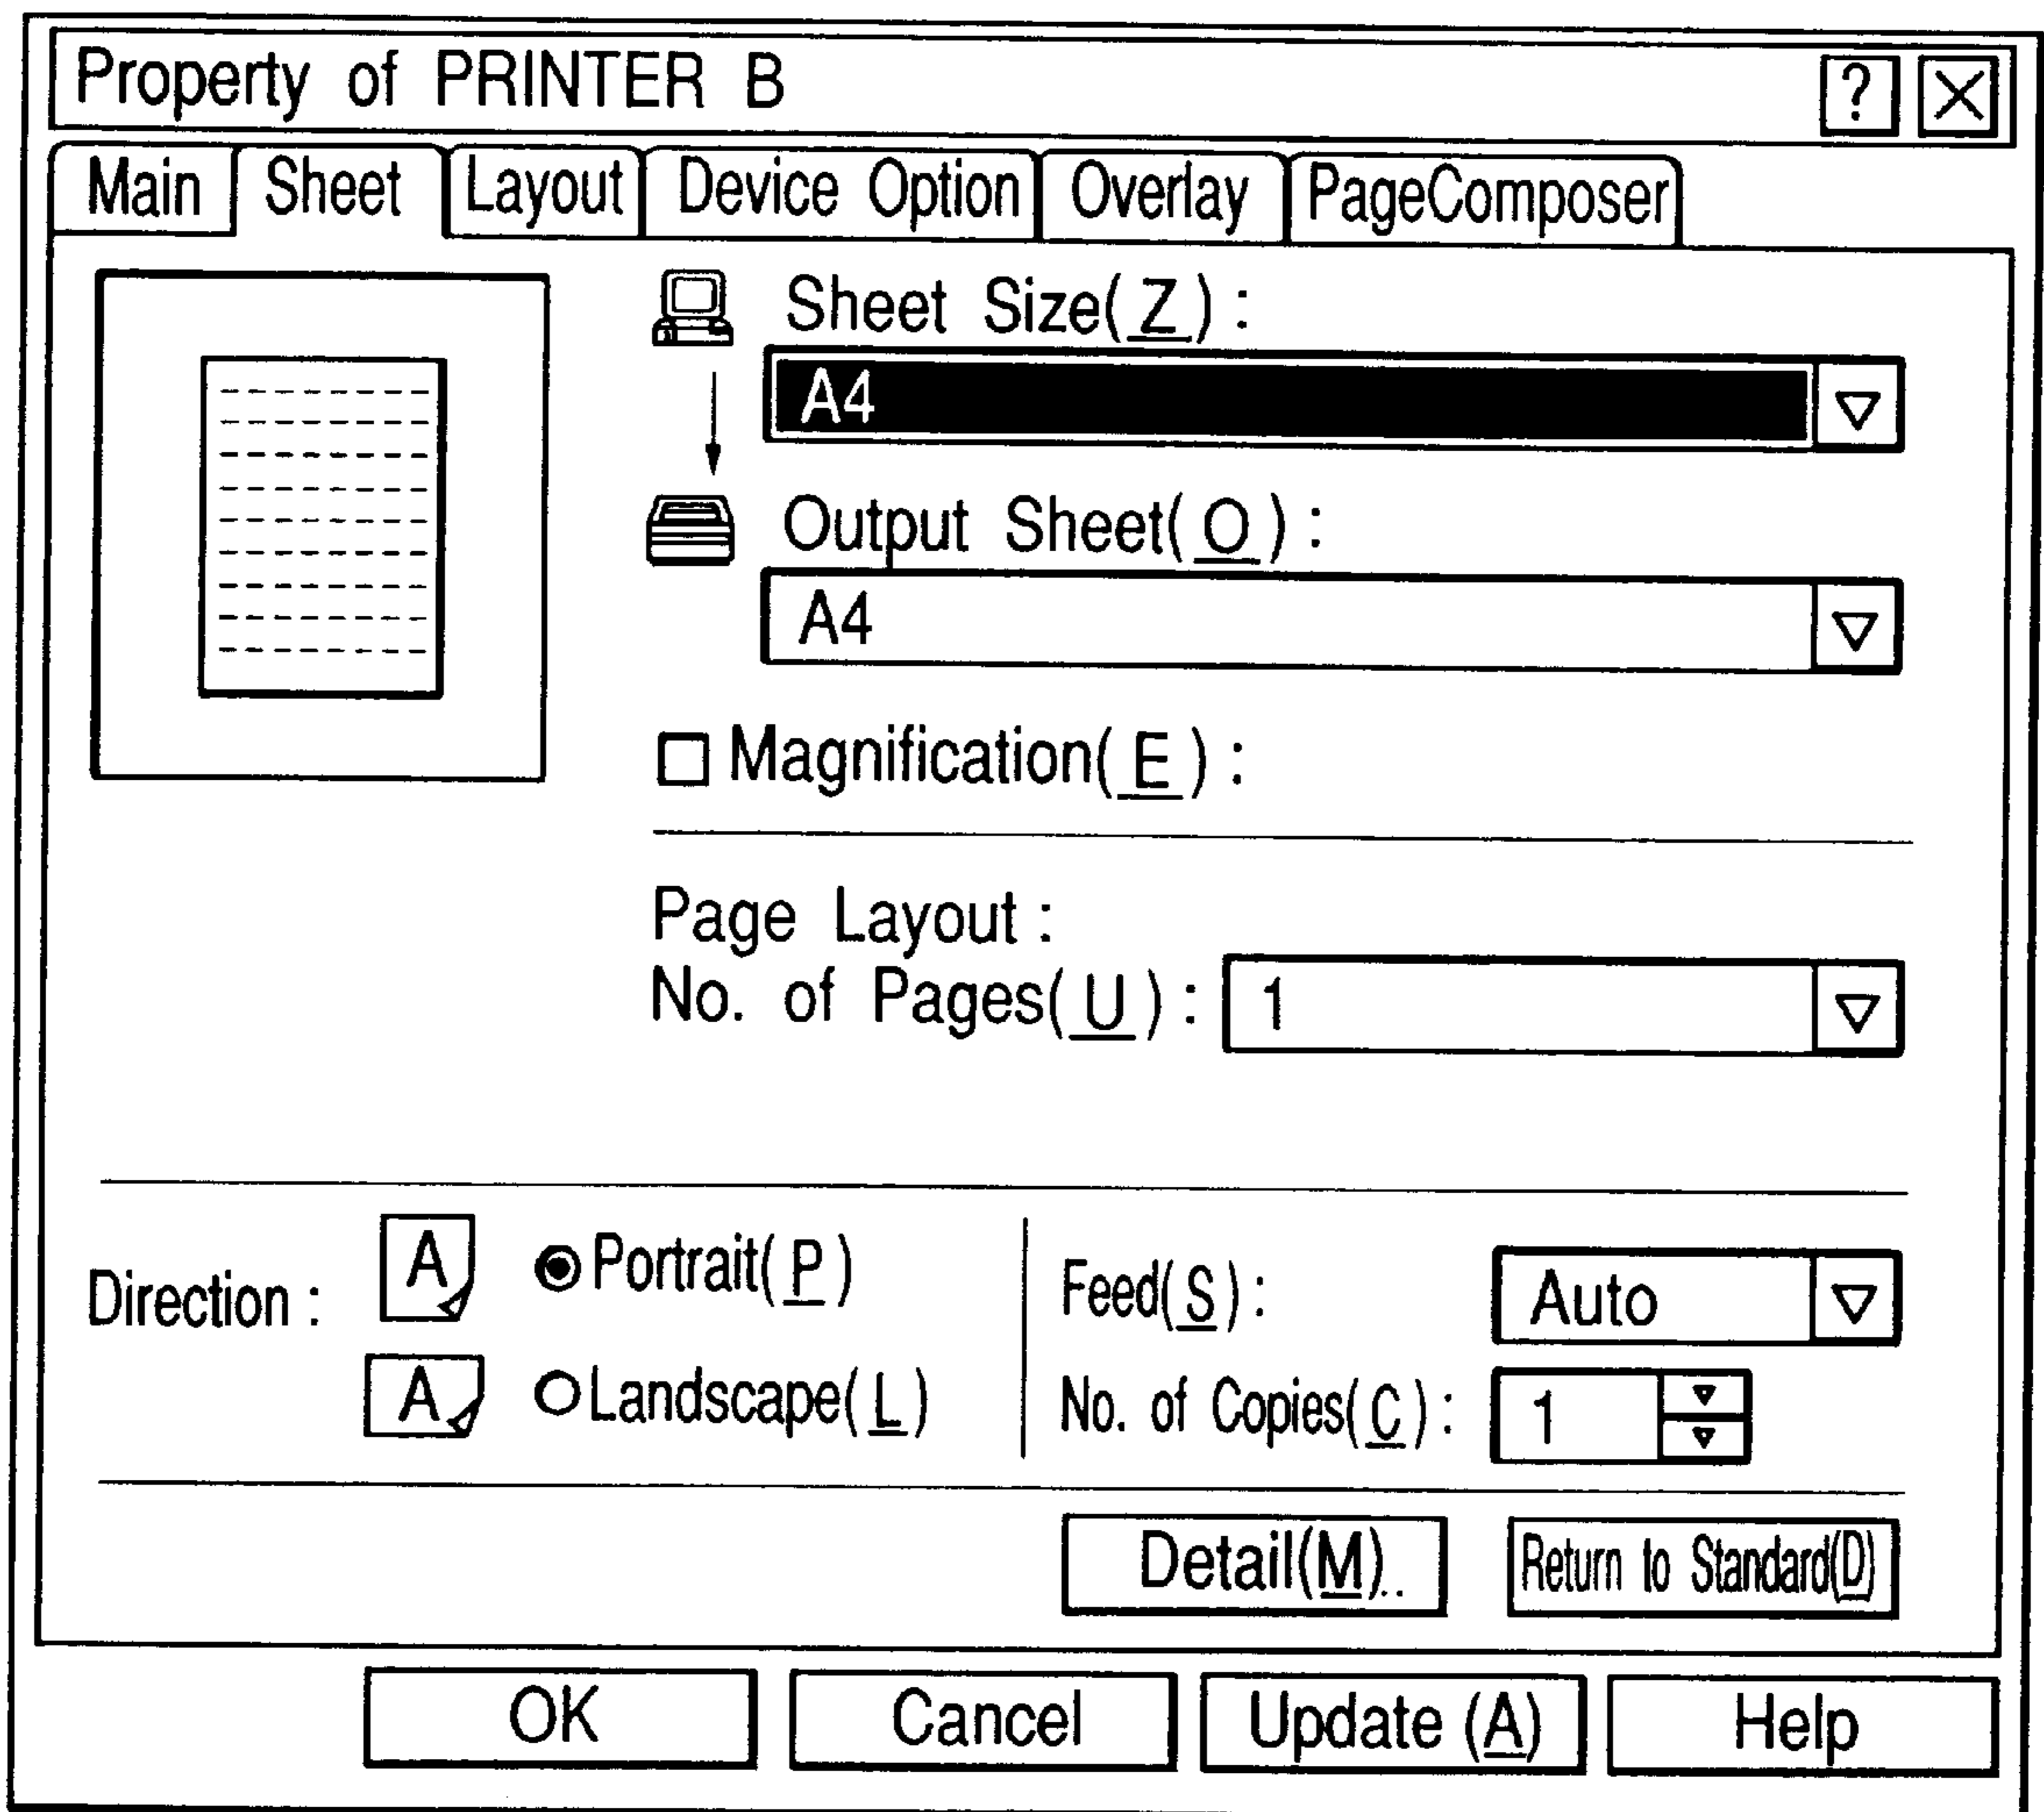 Property of PRINTER B ?
Main Sheet Layout Device Option Overlay PageComposer
Sheet Size(Z):
A4
Output Sheet(O):
A4
Magnification(E):
Page Layout:
No. of Pages(U): 1
Direction: A Portrait(P)
A Landscape(L)
Feed(S): Auto
No. of Copies(C): 1
Detail(M).. Return to Standard(D)
OK Cancel Update (A) Help